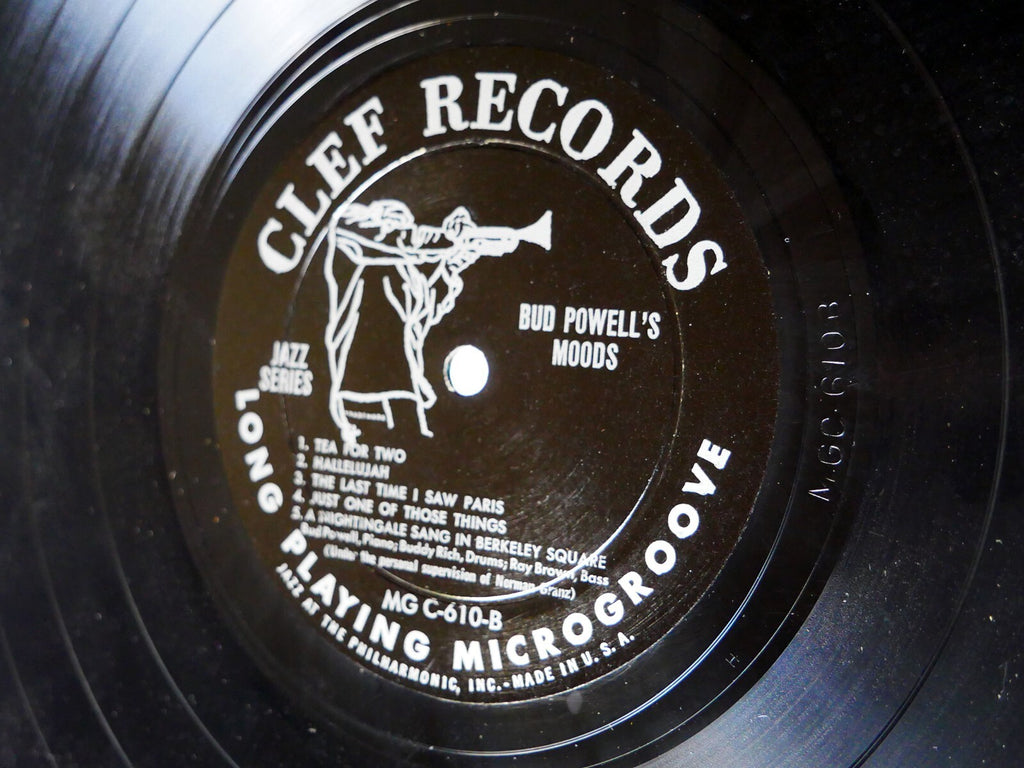 CLEF RECORDS
BUD POWELL'S
MOODS
JAZZ
SERIES
1. TEA FOR TWO
2. HALLELUJAH
3. THE LAST TIME I SAW PARIS
4. JUST ONE OF THOSE THINGS
5. A NIGHTINGALE SANG IN BERKELEY SQUARE
Bud Powell, Piano; Buddy Rich, Drums; Ray Brown, Bass
(Under the personal supervision of Norman Granz)
MG C-610-B
LONG PLAYING MICROGROOVE
JAZZ AT THE PHILHARMONIC, INC.-MADE IN U. S. A.
MGC-610B
H